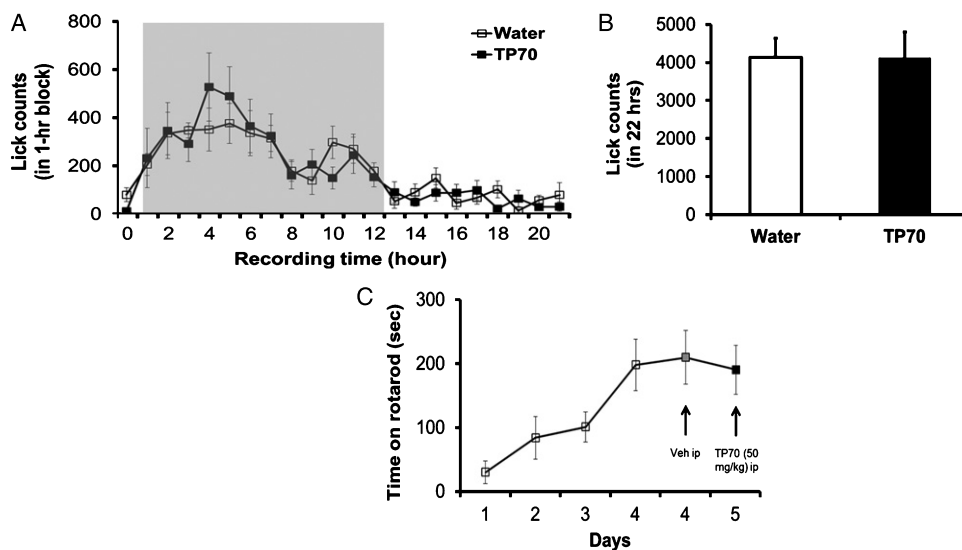 A
800
600
400
200
0
Lick counts
(in 1-hr block)
Water
TP70
0 2 4 6 8 10 12 14 16 18 20
Recording time (hour)
B
5000
4000
3000
2000
1000
0
Lick counts
(in 22 hrs)
Water TP70
C
300
200
100
0
Time on rotarod (sec)
Veh ip
TP70 (50
mg/kg) ip
1 2 3 4 4 5
Days